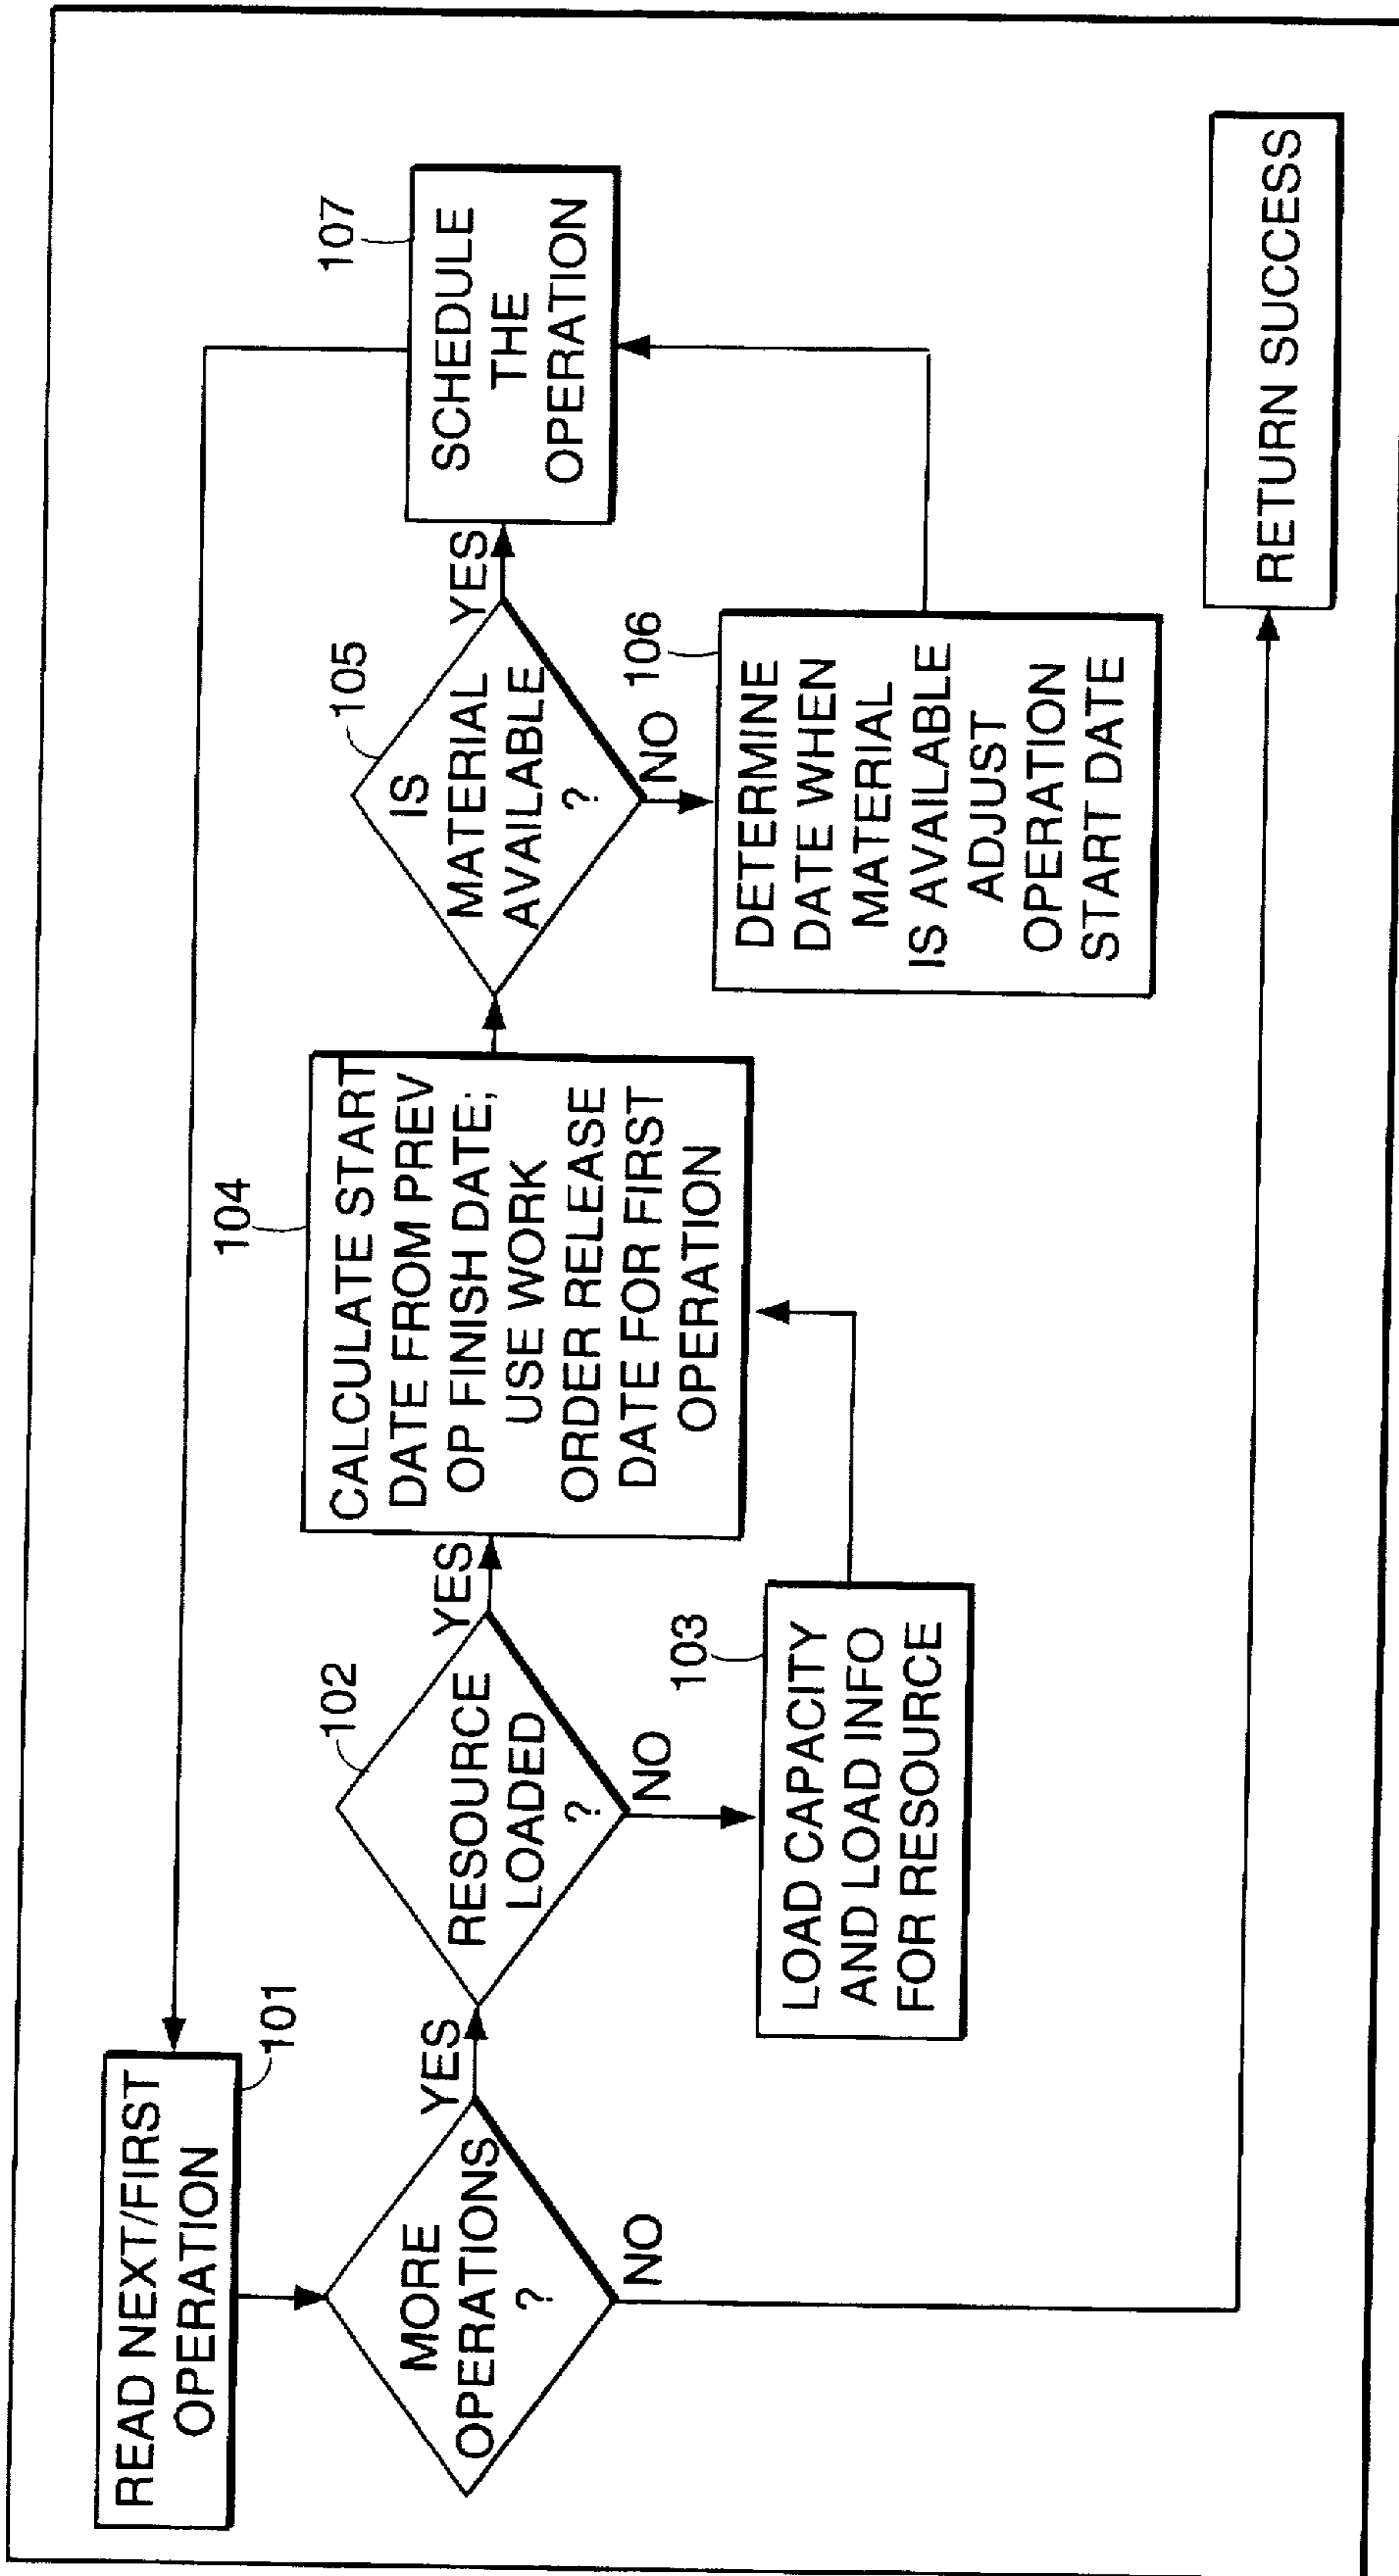 READ NEXT/FIRST
OPERATION
101
MORE
OPERATIONS
?
YES
NO
102
RESOURCE
LOADED
?
YES
NO
103
LOAD CAPACITY
AND LOAD INFO
FOR RESOURCE
104
CALCULATE START
DATE FROM PREV
OP FINISH DATE;
USE WORK
ORDER RELEASE
DATE FOR FIRST
OPERATION
105
IS
MATERIAL
AVAILABLE
?
YES
NO
106
DETERMINE
DATE WHEN
MATERIAL
IS AVAILABLE
ADJUST
OPERATION
START DATE
107
SCHEDULE
THE
OPERATION
RETURN SUCCESS